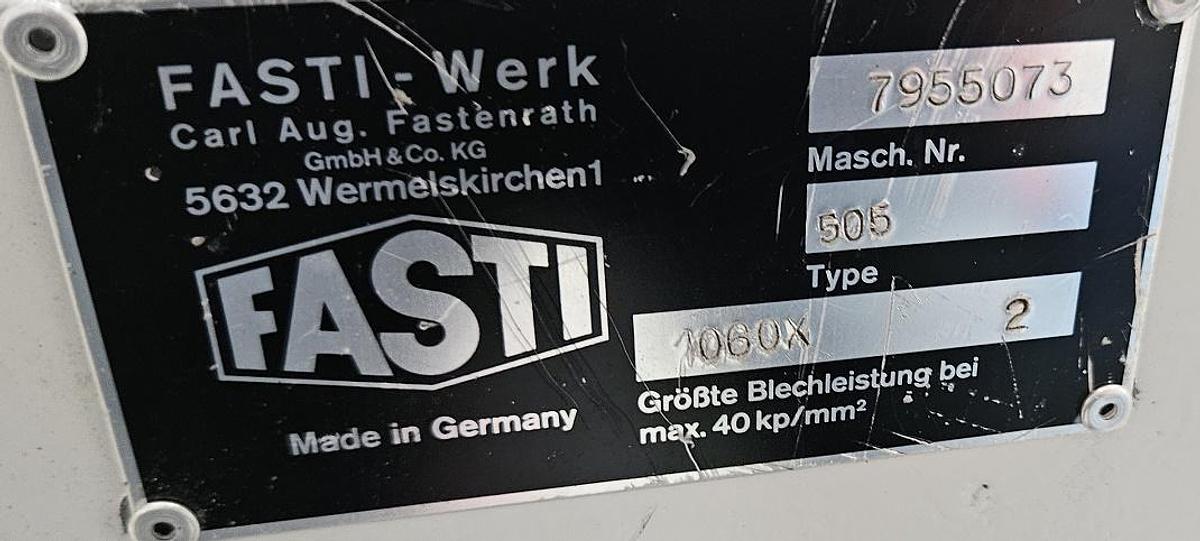 FASTI-Werk
Carl Aug. Fastenrath
GmbH & Co. KG
5632 Wermelskirchen1
FASTI
Made in Germany
7955073
Masch. Nr.
505
Type
1060X 2
Größte Blechleistung bei
max. 40 kp/mm²